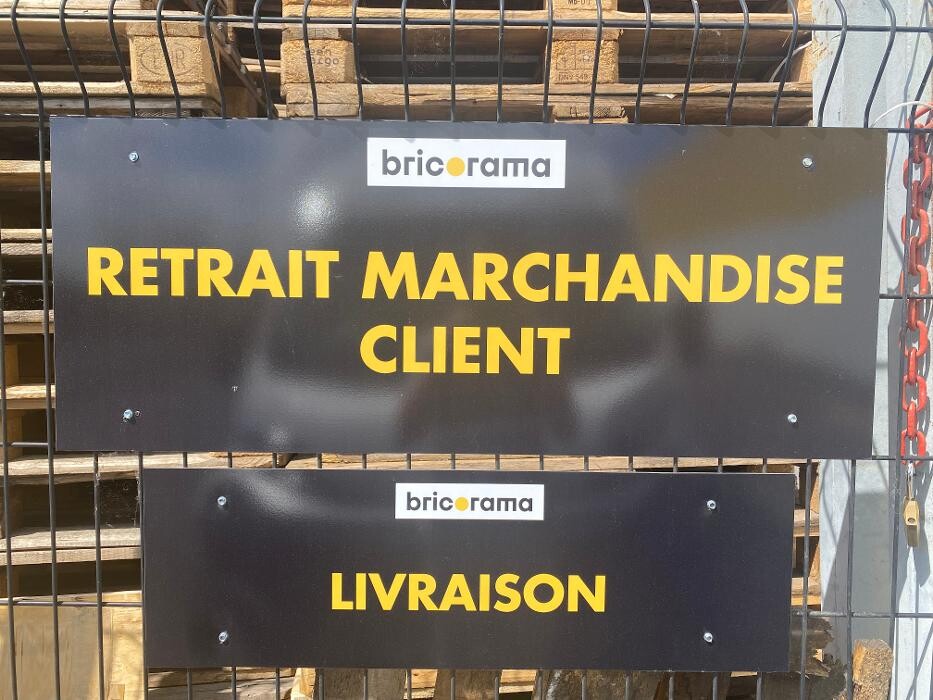 bricorama
RETRAIT MARCHANDISE
CLIENT
bricorama
LIVRAISON